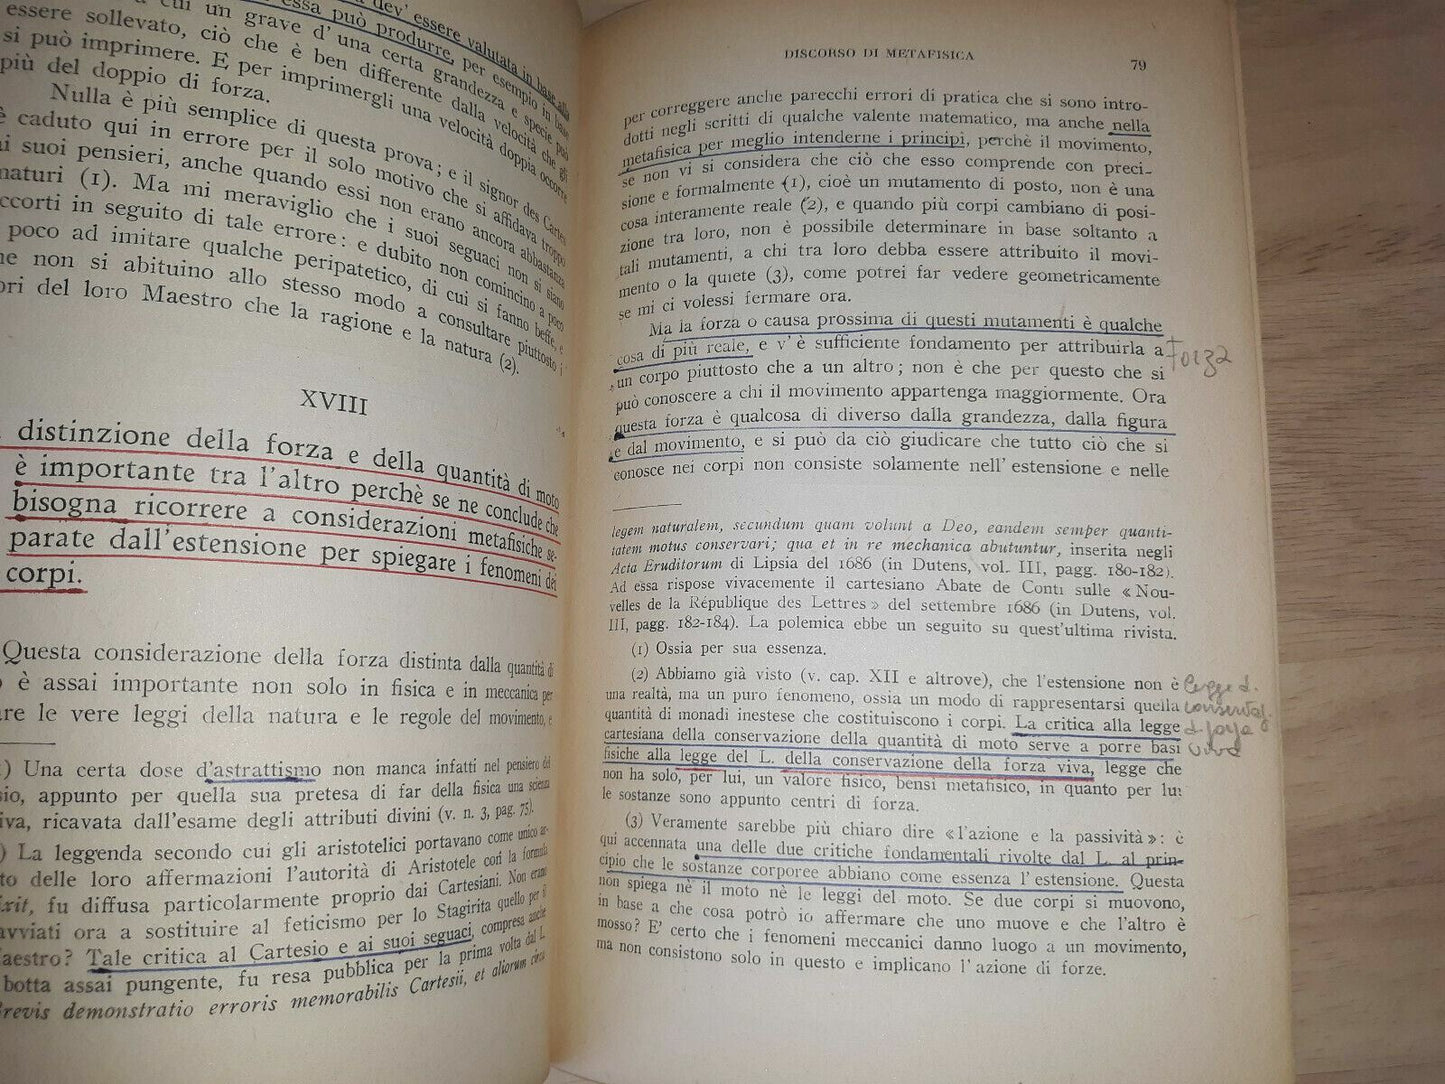 dev' essere valutata in base alla
essa può produrre, per esempio in base
cui un grave d' una certa grandezza e specie può
essere sollevato, ciò che è ben differente dalla velocità che gli
si può imprimere. E per imprimergli una velocità doppia occorre
più del doppio di forza.
Nulla è più semplice di questa prova; e il signor des Cartes
è caduto qui in errore per il solo motivo che si affidava troppo
ai suoi pensieri, anche quando essi non erano ancora abbastanza
maturi (1). Ma mi meraviglio che i suoi seguaci non si siano
accorti in seguito di tale errore: e dubito non comincino a poco
poco ad imitare qualche peripatetico, di cui si fanno beffe, e
che non si abituino allo stesso modo a consultare piuttosto i
ori del loro Maestro che la ragione e la natura (2).
XVIII
distinzione della forza e della quantità di moto
è importante tra l'altro perchè se ne conclude che
bisogna ricorrere a considerazioni metafisiche se-
parate dall'estensione per spiegare i fenomeni dei
corpi.
Questa considerazione della forza distinta dalla quantità di
o è assai importante non solo in fisica e in meccanica per
are le vere leggi della natura e le regole del movimento, e
1) Una certa dose d'astrattismo non manca infatti nel pensiero del
sio, appunto per quella sua pretesa di far della fisica una scienza
iva, ricavata dall'esame degli attributi divini (v. n. 3, pag. 75).
) La leggenda secondo cui gli aristotelici portavano come unico ar-
to delle loro affermazioni l'autorità di Aristotele con la formula
dixit, fu diffusa particolarmente proprio dai Cartesiani. Non erano
avviati ora a sostituire al feticismo per lo Stagirita quello per il
Maestro? Tale critica al Cartesio e ai suoi seguaci, compresa anche
botta assai pungente, fu resa pubblica per la prima volta dal L.
Brevis demonstratio erroris memorabilis Cartesii, et aliorum circa
DISCORSO DI METAFISICA 79
per correggere anche parecchi errori di pratica che si sono intro-
dotti negli scritti di qualche valente matematico, ma anche nella
metafisica per meglio intenderne i principi, perchè il movimento,
se non vi si considera che ciò che esso comprende con preci-
sione e formalmente (1), cioè un mutamento di posto, non è una
cosa interamente reale (2), e quando più corpi cambiano di posi-
zione tra loro, non è possibile determinare in base soltanto a
tali mutamenti, a chi tra loro debba essere attribuito il movi-
mento o la quiete (3), come potrei far vedere geometricamente
se mi ci volessi fermare ora.
Ma la forza o causa prossima di questi mutamenti è qualche
cosa di più reale, e v' è sufficiente fondamento per attribuirla a
un corpo piuttosto che a un altro; non è che per questo che si
può conoscere a chi il movimento appartenga maggiormente. Ora
questa forza è qualcosa di diverso dalla grandezza, dalla figura
e dal movimento, e si può da ciò giudicare che tutto ciò che si
conosce nei corpi non consiste solamente nell' estensione e nelle
Forza
legem naturalem, secundum quam volunt a Deo, eandem semper quanti-
tatem motus conservari; qua et in re mechanica abutuntur, inserita negli
Acta Eruditorum di Lipsia del 1686 (in Dutens, vol. III, pagg. 180-182).
Ad essa rispose vivacemente il cartesiano Abate de Conti sulle « Nou-
velles de la République des Lettres » del settembre 1686 (in Dutens, vol.
III, pagg. 182-184). La polemica ebbe un seguito su quest'ultima rivista.
(1) Ossia per sua essenza.
(2) Abbiamo già visto (v. cap. XII e altrove), che l'estensione non è
una realtà, ma un puro fenomeno, ossia un modo di rappresentarsi quella
quantità di monadi inestese che costituiscono i corpi. La critica alla legge
cartesiana della conservazione della quantità di moto serve a porre basi
fisiche alla legge del L. della conservazione della forza viva, legge che
non ha solo, per lui, un valore fisico, bensì metafisico, in quanto per lui
le sostanze sono appunto centri di forza.
legge d.
conservaz.
d. forza
viva
(3) Veramente sarebbe più chiaro dire « l'azione e la passività »: è
qui accennata una delle due critiche fondamentali rivolte dal L. al prin-
cipio che le sostanze corporee abbiano come essenza l'estensione. Questa
non spiega nè il moto nè le leggi del moto. Se due corpi si muovono,
in base a che cosa potrò io affermare che uno muove e che l'altro è
mosso? E' certo che i fenomeni meccanici danno luogo a un movimento,
ma non consistono solo in questo e implicano l'azione di forze.